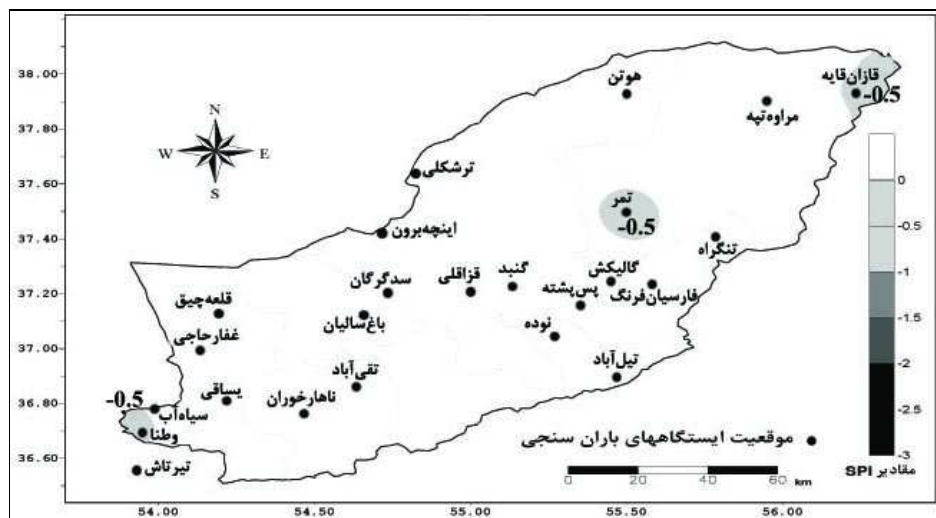 38.00
37.80
37.60
37.40
37.20
37.00
36.80
36.60
54.00
54.50
55.00
55.50
56.00
N
W
E
S
هوتن
قازان‌قایه
-0.5
مراوه‌تپه
ترشکلی
تمر
-0.5
اینچه‌برون
تنگراه
گالیکش
فارسیان‌فرنگ
پس‌پشته
گنبد
قزاقلی
سدگرگان
قلعه‌چیق
باغ‌سالیان
غفارحاجی
نوده
تیل‌آباد
تقی‌آباد
ناهارخوران
یساقی
-0.5
سیاه‌آب
وطنا
تیرتاش
موقعیت ایستگاههای باران سنجی
0
20
40
60
km
0
-0.5
-1
-1.5
-2
-2.5
-3
مقادیر SPI